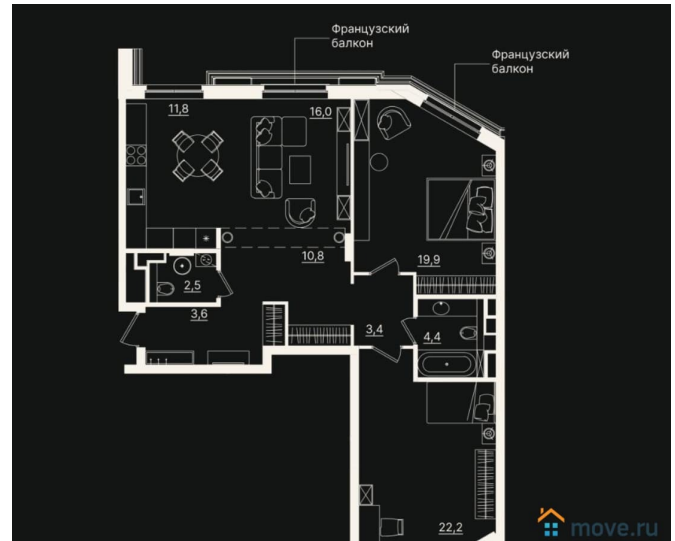 Французский
балкон
Французский
балкон
11,8
16,0
19,9
10,8
2,5
3,6
3,4
4,4
22,2
move.ru